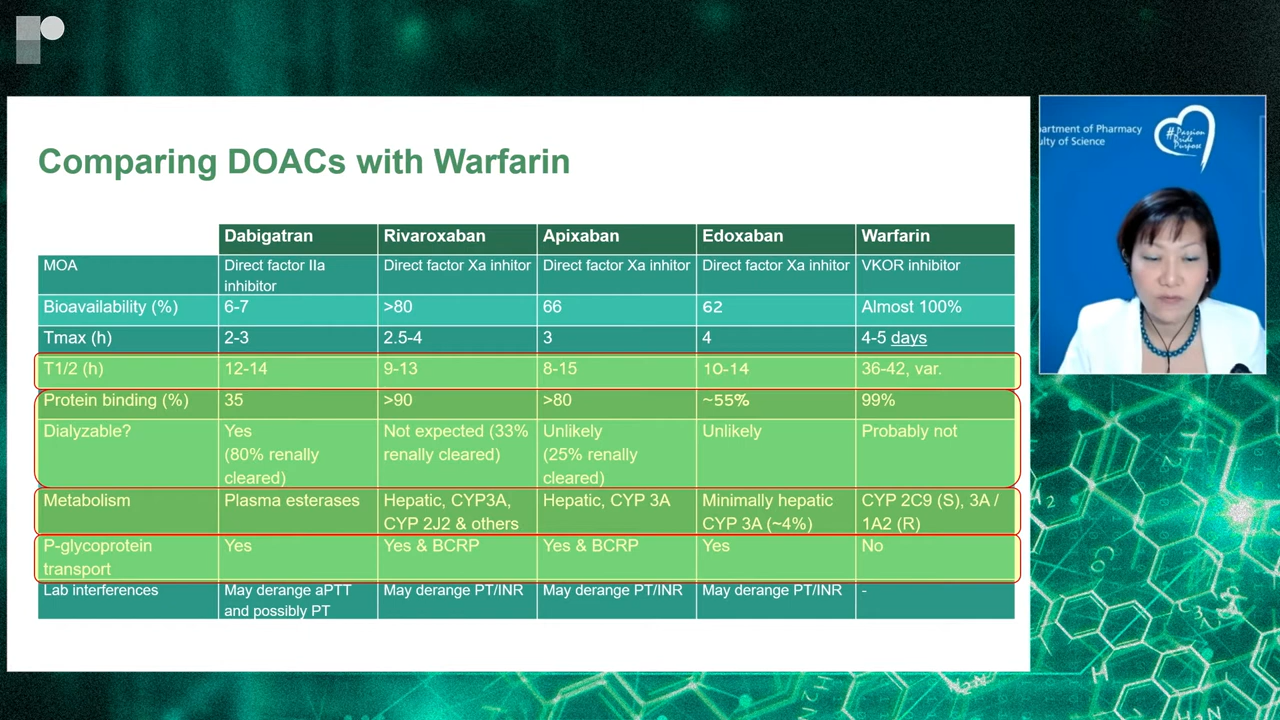 Comparing DOACs with Warfarin
Dabigatran Rivaroxaban Apixaban Edoxaban Warfarin
MOA Direct factor IIa inhibitor Direct factor Xa inhitor Direct factor Xa inhitor Direct factor Xa inhitor VKOR inhibitor
Bioavailability (%) 6-7 >80 66 62 Almost 100%
Tmax (h) 2-3 2.5-4 3 4 4-5 days
T1/2 (h) 12-14 9-13 8-15 10-14 36-42, var.
Protein binding (%) 35 >90 >80 ~55% 99%
Dialyzable? Yes (80% renally cleared) Not expected (33% renally cleared) Unlikely (25% renally cleared) Unlikely Probably not
Metabolism Plasma esterases Hepatic, CYP3A, CYP 2J2 & others Hepatic, CYP 3A Minimally hepatic CYP 3A (~4%) CYP 2C9 (S), 3A / 1A2 (R)
P-glycoprotein transport Yes Yes & BCRP Yes & BCRP Yes No
Lab interferences May derange aPTT and possibly PT May derange PT/INR May derange PT/INR May derange PT/INR -
artment of Pharmacy
ulty of Science
#Passion
Pride
Purpose
H2
N
CO
H
H2N
N
H
N